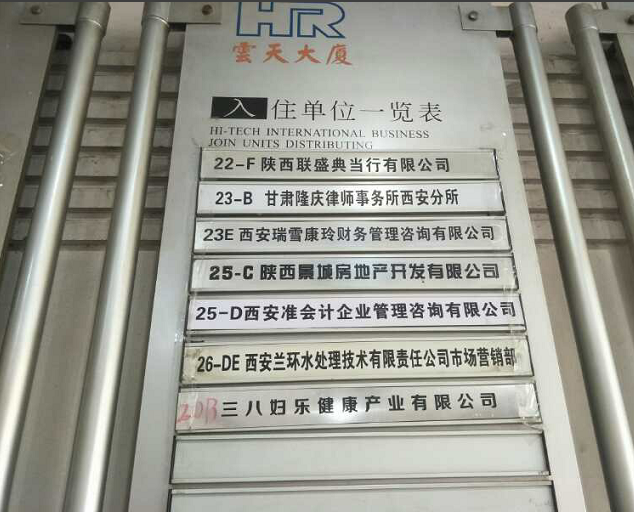 HR
雲天大廈
入住单位一览表
HI-TECH INTERNATIONAL BUSINESS
JOIN UNITS DISTRIBUTING
22-F 陕西联盛典当行有限公司
23-B 甘肃隆庆律师事务所西安分所
23E 西安瑞雪康玲财务管理咨询有限公司
25-C 陕西景城房地产开发有限公司
25-D 西安准会计企业管理咨询有限公司
26-DE 西安兰环水处理技术有限责任公司市场营销部
20B 三八妇乐健康产业有限公司